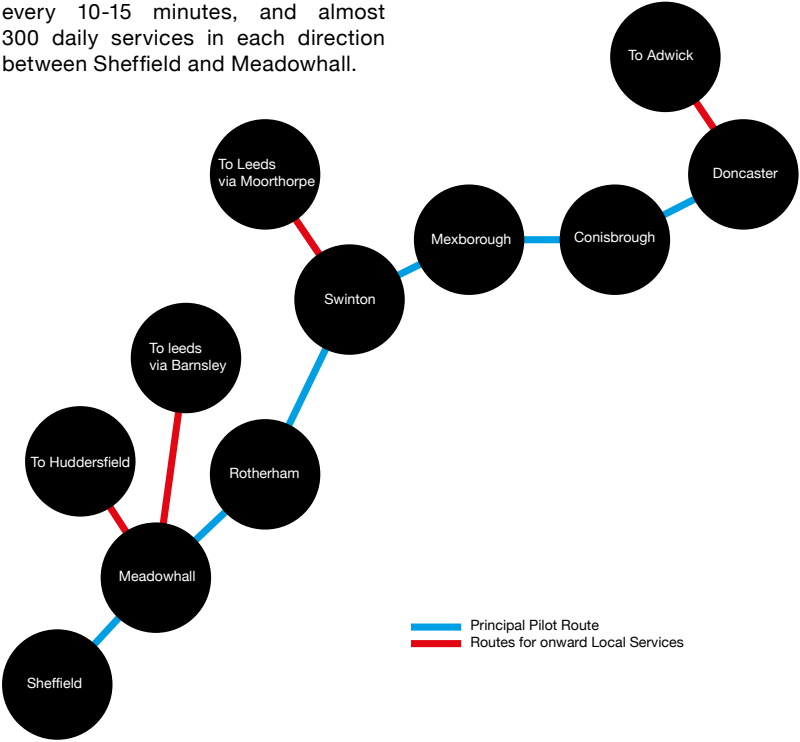 every 10-15 minutes, and almost
300 daily services in each direction
between Sheffield and Meadowhall.
To Adwick
Doncaster
To Leeds
via Moorthorpe
Mexborough
Conisbrough
Swinton
To leeds
via Barnsley
To Huddersfield
Rotherham
Meadowhall
Principal Pilot Route
Routes for onward Local Services
Sheffield